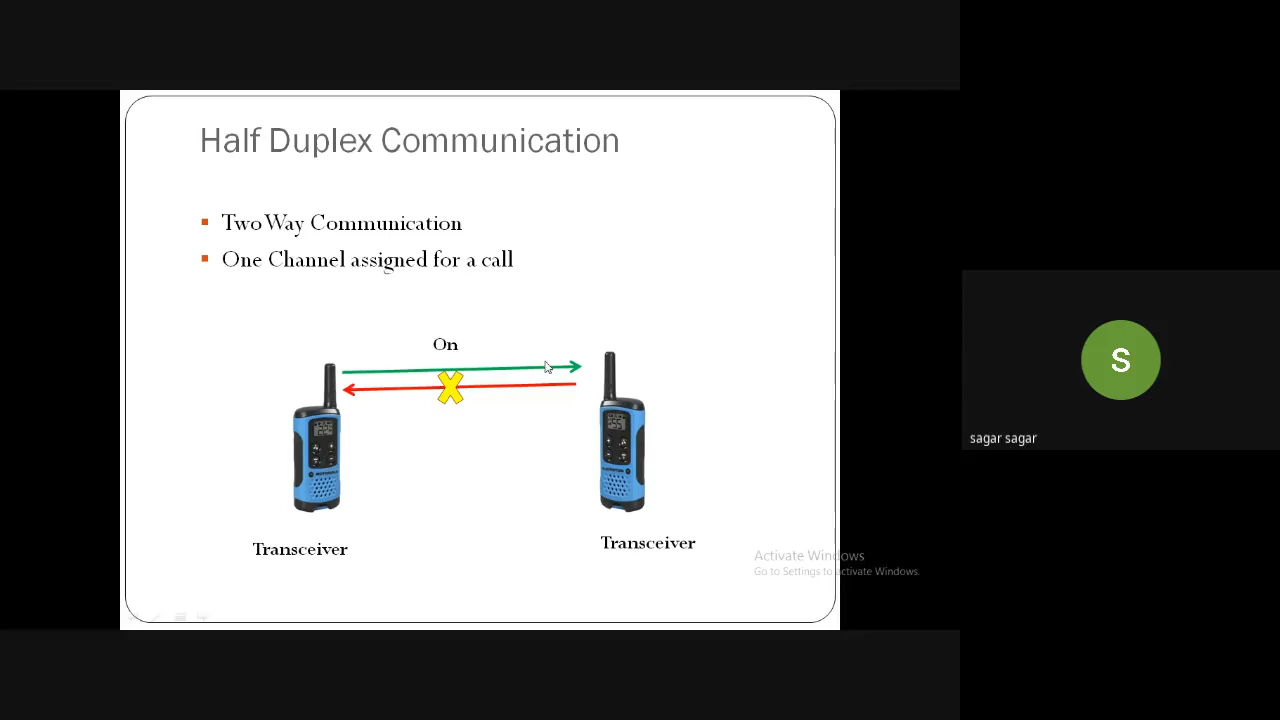 Half Duplex Communication
Two Way Communication
One Channel assigned for a call
On
Transceiver
Transceiver
Activate Windows
Go to Settings to activate Windows.
S
sagar sagar